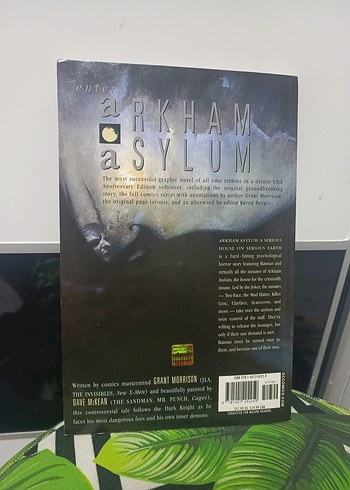 enter
aRKHAM
aSYLUM
The most successful graphic novel of all time returns in a deluxe 15th
Anniversary Edition softcover, including the original groundbreaking
story, the full comics script with annotations by author Grant Morrison,
the original page layouts, and an afterword by editor Karen Berger.
ARKHAM ASYLUM: A SERIOUS
HOUSE ON SERIOUS EARTH
is a hard-hitting psychological
horror story featuring Batman and
virtually all the inmates of Arkham
Asylum, the house for the criminally
insane. Led by the Joker, the inmates
— Two-Face, the Mad Hatter, Killer
Croc, Clayface, Scarecrow, and
more — take over the asylum and
seize control of the staff. They're
willing to release the hostages, but
only if their one demand is met:
Batman must be turned over to
them, and become one of their own.
Written by comics mastermind GRANT MORRISON (JLA,
THE INVISIBLES, New X-Men) and beautifully painted by
DAVE McKEAN (THE SANDMAN, MR. PUNCH, Cages),
this controversial tale follows the Dark Knight as he
faces his most dangerous foes and his own inner demons.